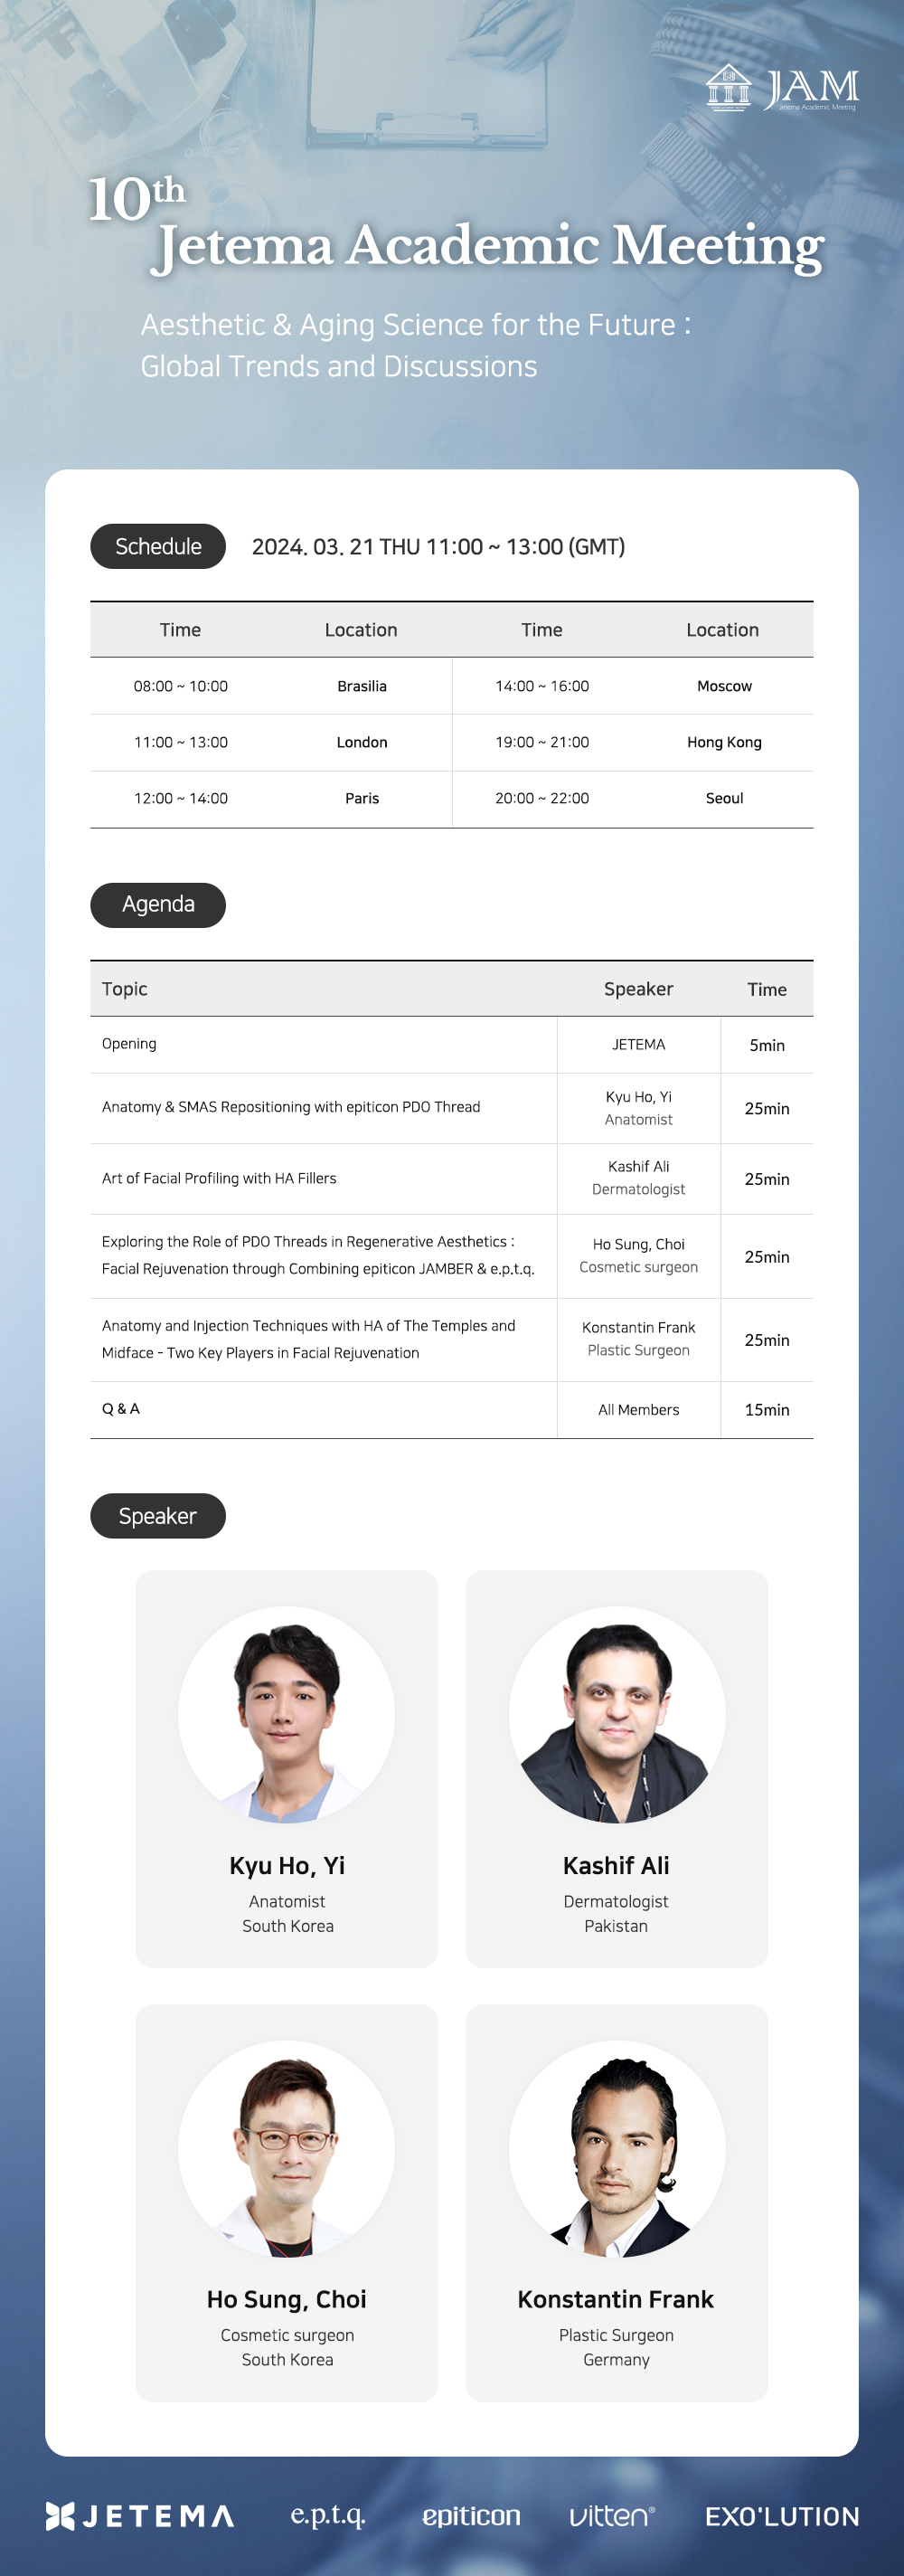 JAM
Jetema Academic Meeting
10th
Jetema Academic Meeting
Aesthetic & Aging Science for the Future :
Global Trends and Discussions
Schedule 2024. 03. 21 THU 11:00 ~ 13:00 (GMT)
Time Location Time Location
08:00 ~ 10:00 Brasilia 14:00 ~ 16:00 Moscow
11:00 ~ 13:00 London 19:00 ~ 21:00 Hong Kong
12:00 ~ 14:00 Paris 20:00 ~ 22:00 Seoul
Agenda
Topic Speaker Time
Opening JETEMA 5min
Anatomy & SMAS Repositioning with epiticon PDO Thread
Kyu Ho, Yi
Anatomist
25min
Art of Facial Profiling with HA Fillers
Kashif Ali
Dermatologist
25min
Exploring the Role of PDO Threads in Regenerative Aesthetics :
Facial Rejuvenation through Combining epiticon JAMBER & e.p.t.q.
Ho Sung, Choi
Cosmetic surgeon
25min
Anatomy and Injection Techniques with HA of The Temples and
Midface - Two Key Players in Facial Rejuvenation
Konstantin Frank
Plastic Surgeon
25min
Q & A All Members 15min
Speaker
Kyu Ho, Yi
Anatomist
South Korea
Kashif Ali
Dermatologist
Pakistan
Ho Sung, Choi
Cosmetic surgeon
South Korea
Konstantin Frank
Plastic Surgeon
Germany
JETEMA e.p.t.q. epiticon vitten® EXO'LUTION